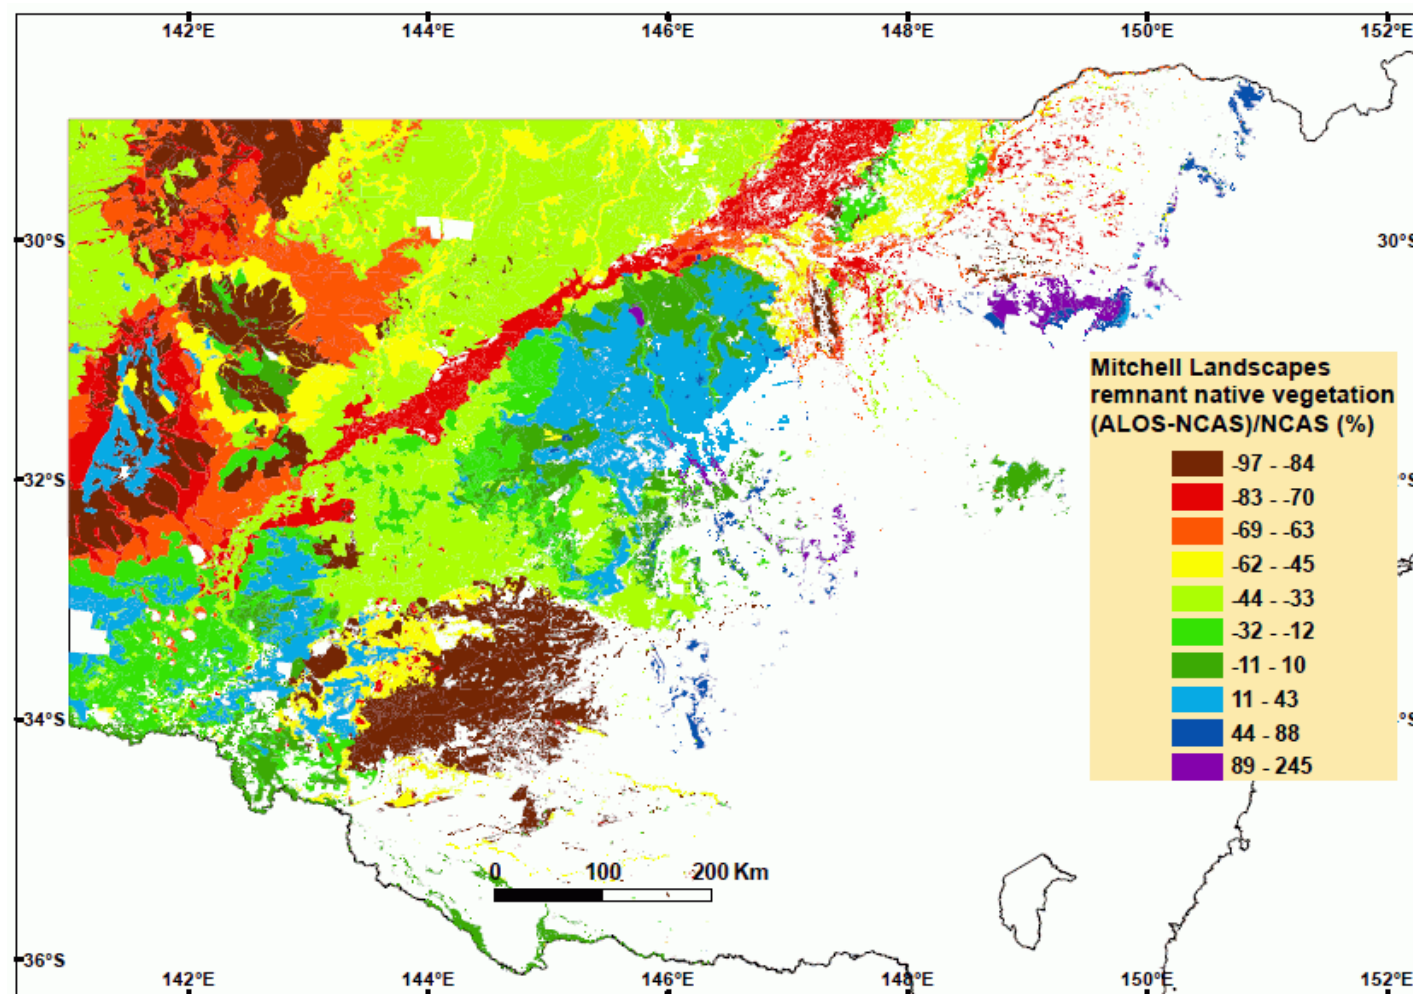 142°E 144°E 146°E 148°E 150°E 152°E
30°S 30°S
Mitchell Landscapes
remnant native vegetation
(ALOS-NCAS)/NCAS (%)
-97 - -84
32°S °S
-83 - -70
-69 - -63
-62 - -45
-44 - -33
-32 - -12
-11 - 10
11 - 43
34°S °S
44 - 88
89 - 245
0 100 200 Km
36°S
142°E 144°E 146°E 148°E 150°E 152°E